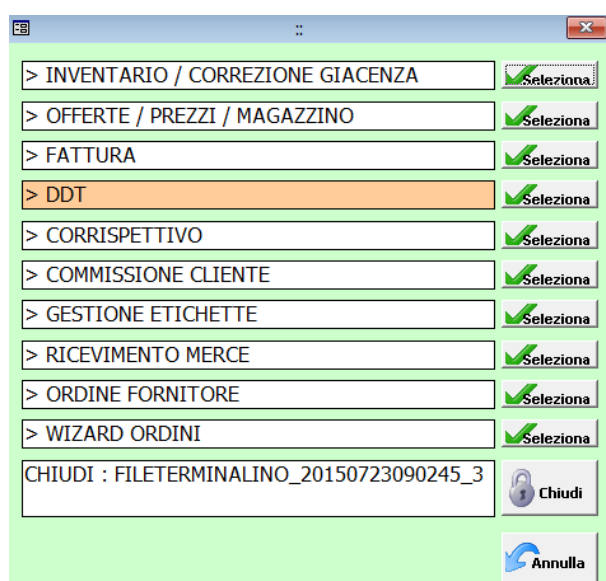 ::
> INVENTARIO / CORREZIONE GIACENZA Seleziona
> OFFERTE / PREZZI / MAGAZZINO Seleziona
> FATTURA Seleziona
> DDT Seleziona
> CORRISPETTIVO Seleziona
> COMMISSIONE CLIENTE Seleziona
> GESTIONE ETICHETTE Seleziona
> RICEVIMENTO MERCE Seleziona
> ORDINE FORNITORE Seleziona
> WIZARD ORDINI Seleziona
CHIUDI : FILETERMINALINO_20150723090245_3
Chiudi
Annulla